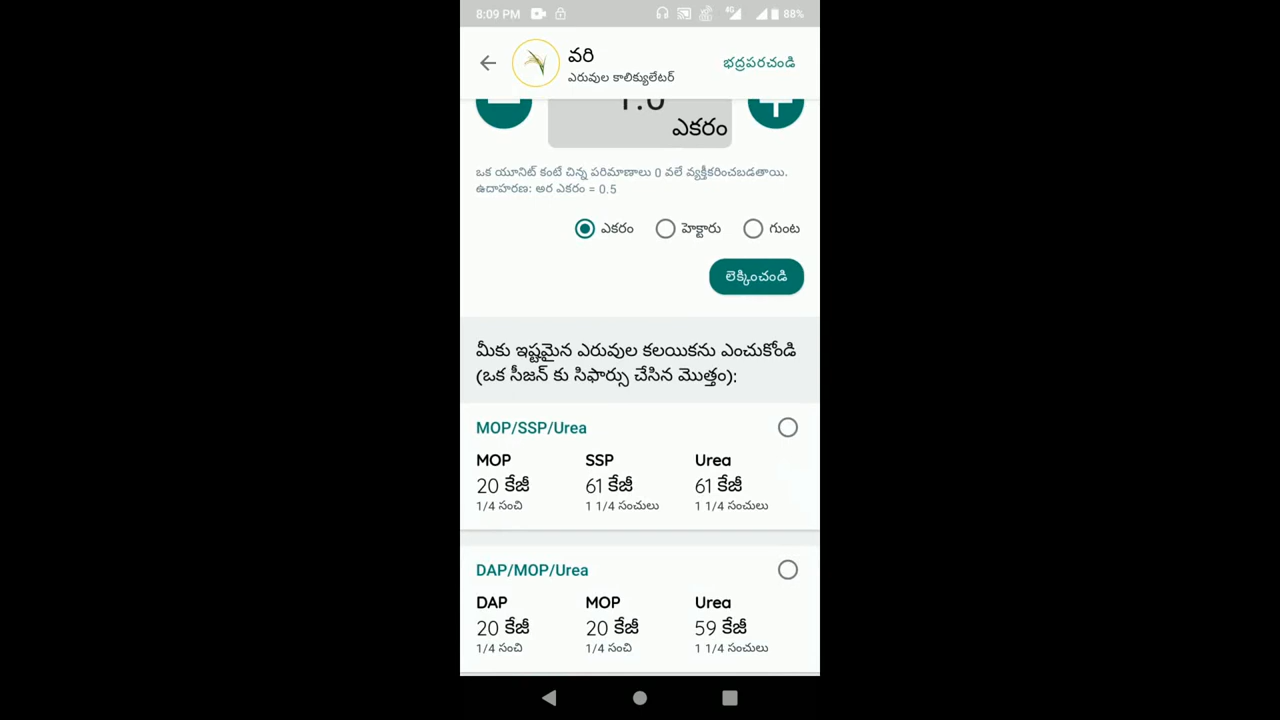 8:09 PM
4G
88%
వరి
ఎరువుల కాలిక్యులేటర్
భద్రపరచండి
1.0
ఎకరం
ఒక యూనిట్ కంటే చిన్న పరిమాణాలు 0 వలే వ్యక్తీకరించబడతాయి.
ఉదాహరణ: అర ఎకరం = 0.5
ఎకరం హెక్టారు గుంట
లెక్కించండి
మీకు ఇష్టమైన ఎరువుల కలయికను ఎంచుకోండి
(ఒక సీజన్ కు సిఫార్సు చేసిన మొత్తం):
MOP/SSP/Urea
MOP SSP Urea
20 కేజీ 61 కేజీ 61 కేజీ
1/4 సంచి 1 1/4 సంచులు 1 1/4 సంచులు
DAP/MOP/Urea
DAP MOP Urea
20 కేజీ 20 కేజీ 59 కేజీ
1/4 సంచి 1/4 సంచి 1 1/4 సంచులు